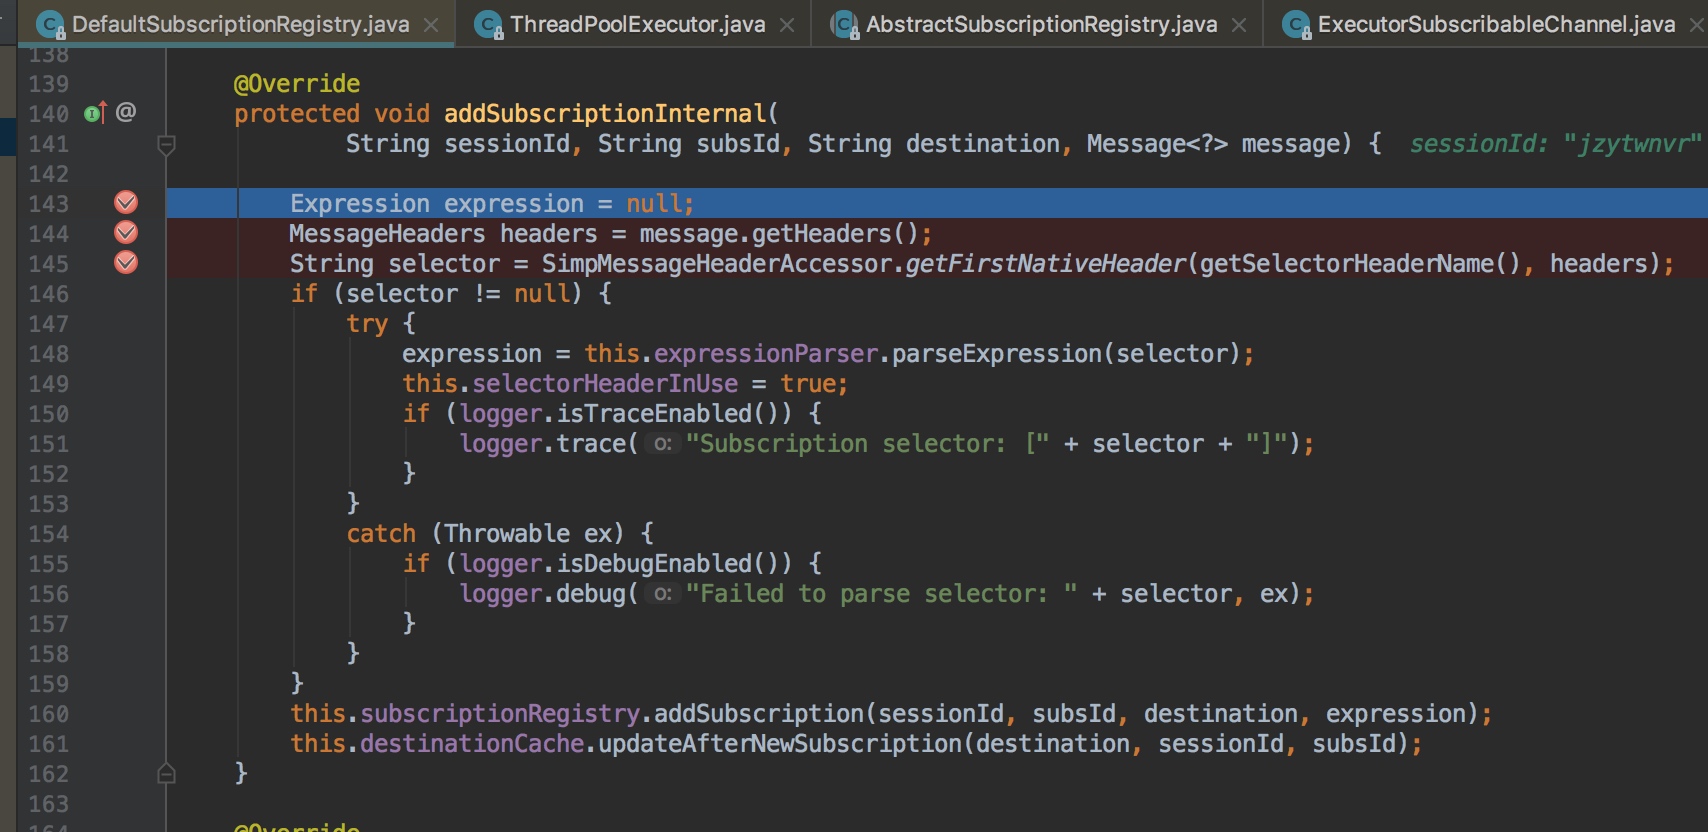 DefaultSubscriptionRegistry.java ThreadPoolExecutor.java AbstractSubscriptionRegistry.java ExecutorSubscribableChannel.java
138
139 @Override
140 @ protected void addSubscriptionInternal(
141 String sessionId, String subsId, String destination, Message<?> message) { sessionId: "jzytwnvr"
142
143 Expression expression = null;
144 MessageHeaders headers = message.getHeaders();
145 String selector = SimpMessageHeaderAccessor.getFirstNativeHeader(getSelectorHeaderName(), headers);
146 if (selector != null) {
147 try {
148 expression = this.expressionParser.parseExpression(selector);
149 this.selectorHeaderInUse = true;
150 if (logger.isTraceEnabled()) {
151 logger.trace( o: "Subscription selector: [" + selector + "]");
152 }
153 }
154 catch (Throwable ex) {
155 if (logger.isDebugEnabled()) {
156 logger.debug( o: "Failed to parse selector: " + selector, ex);
157 }
158 }
159 }
160 this.subscriptionRegistry.addSubscription(sessionId, subsId, destination, expression);
161 this.destinationCache.updateAfterNewSubscription(destination, sessionId, subsId);
162 }
163
164 @Override